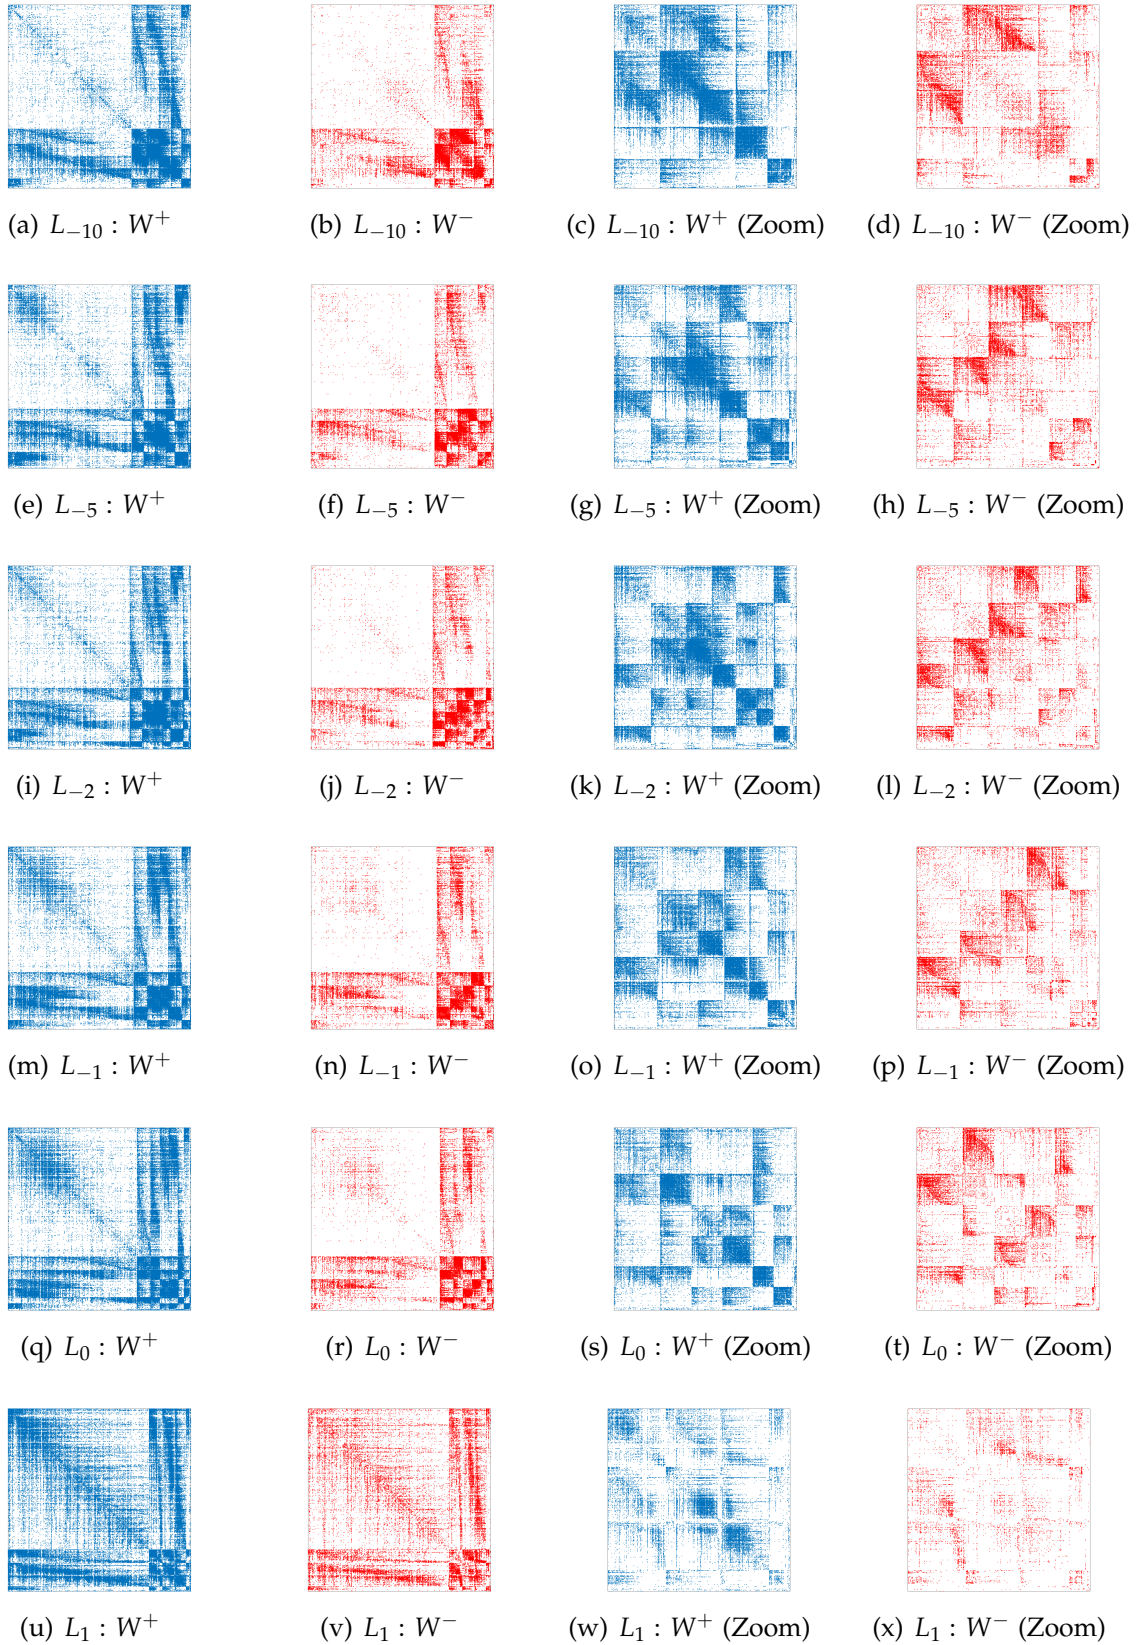 (a) L₋₁₀ : W⁺ (b) L₋₁₀ : W⁻ (c) L₋₁₀ : W⁺ (Zoom) (d) L₋₁₀ : W⁻ (Zoom)
(e) L₋₅ : W⁺ (f) L₋₅ : W⁻ (g) L₋₅ : W⁺ (Zoom) (h) L₋₅ : W⁻ (Zoom)
(i) L₋₂ : W⁺ (j) L₋₂ : W⁻ (k) L₋₂ : W⁺ (Zoom) (l) L₋₂ : W⁻ (Zoom)
(m) L₋₁ : W⁺ (n) L₋₁ : W⁻ (o) L₋₁ : W⁺ (Zoom) (p) L₋₁ : W⁻ (Zoom)
(q) L₀ : W⁺ (r) L₀ : W⁻ (s) L₀ : W⁺ (Zoom) (t) L₀ : W⁻ (Zoom)
(u) L₁ : W⁺ (v) L₁ : W⁻ (w) L₁ : W⁺ (Zoom) (x) L₁ : W⁻ (Zoom)